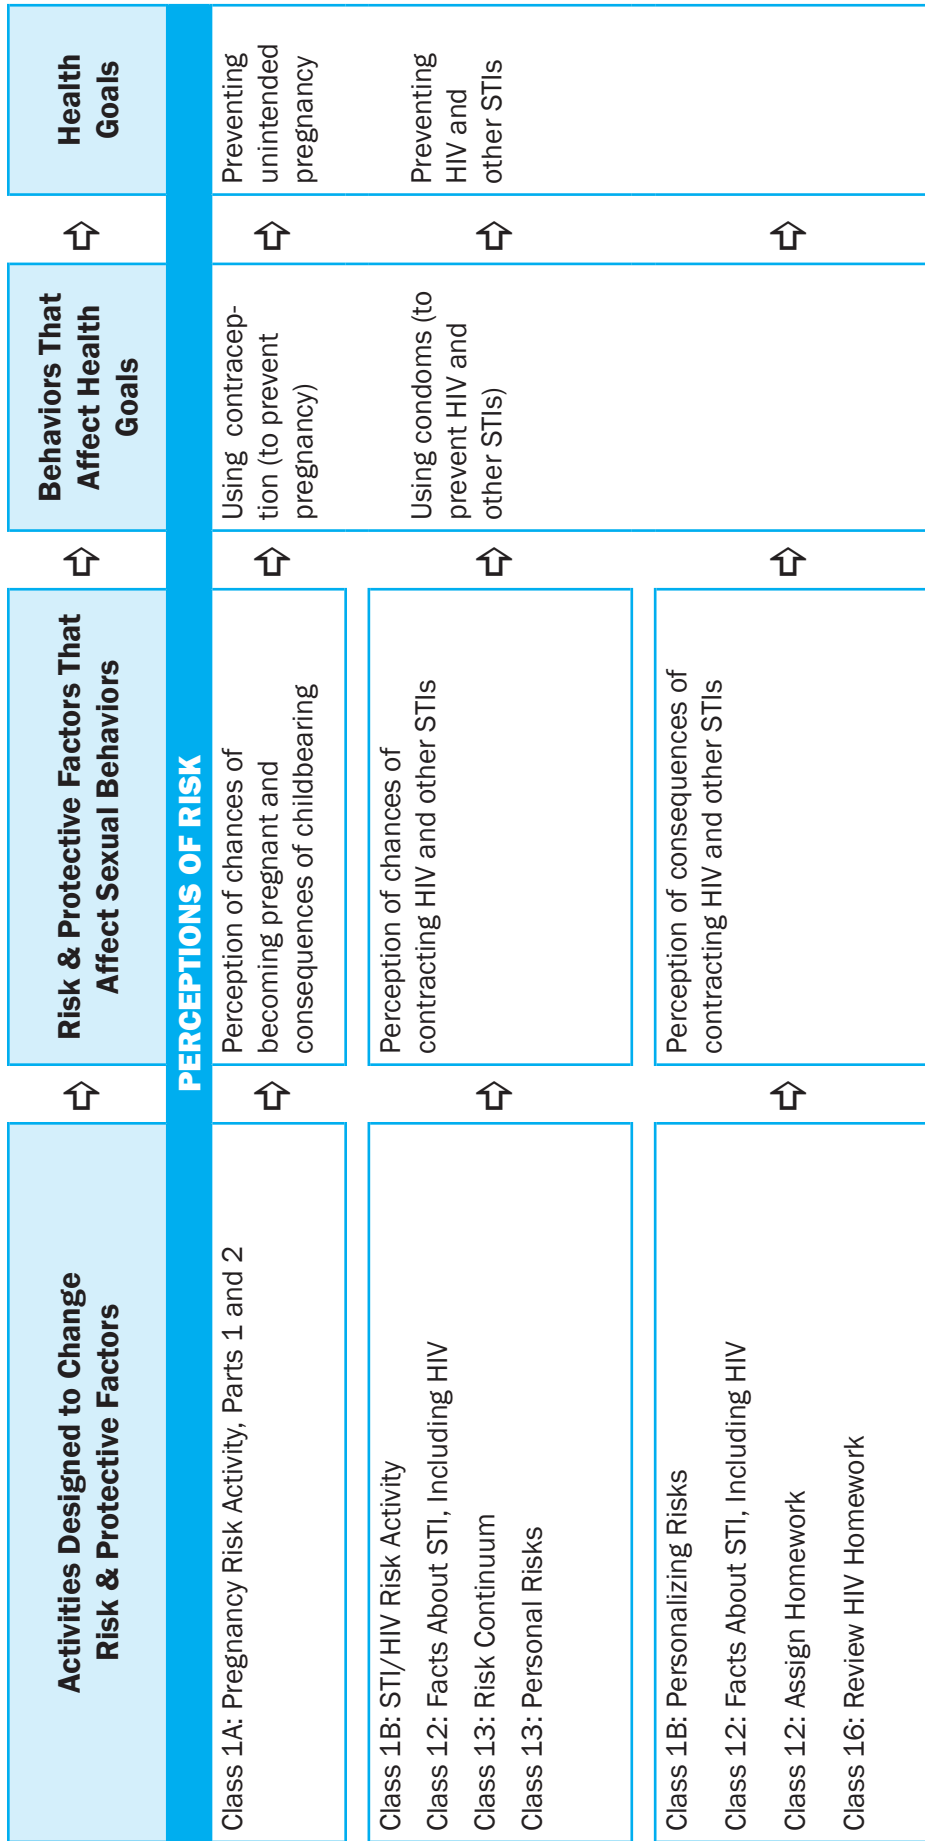 Activities Designed to Change
Risk & Protective Factors
Risk & Protective Factors That
Affect Sexual Behaviors
Behaviors That
Affect Health
Goals
Health
Goals
PERCEPTIONS OF RISK
Class 1A: Pregnancy Risk Activity, Parts 1 and 2
Perception of chances of
becoming pregnant and
consequences of childbearing
Using contracep-
tion (to prevent
pregnancy)
Preventing
unintended
pregnancy
Class 1B: STI/HIV Risk Activity
Class 12: Facts About STI, Including HIV
Class 13: Risk Continuum
Class 13: Personal Risks
Perception of chances of
contracting HIV and other STIs
Using condoms (to
prevent HIV and
other STIs)
Preventing
HIV and
other STIs
Class 1B: Personalizing Risks
Class 12: Facts About STI, Including HIV
Class 12: Assign Homework
Class 16: Review HIV Homework
Perception of consequences of
contracting HIV and other STIs